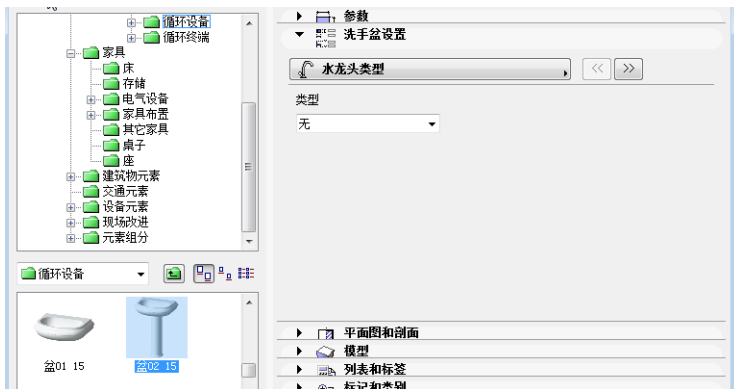 循环设备
循环终端
家具
床
存储
电气设备
家具布置
其它家具
桌子
座
建筑物元素
交通元素
设备元素
现场改进
元素组分
循环设备
盆01 15
盆02 15
参数
洗手盆设置
水龙头类型
类型
无
平面图和剖面
模型
列表和标签
标记和类别